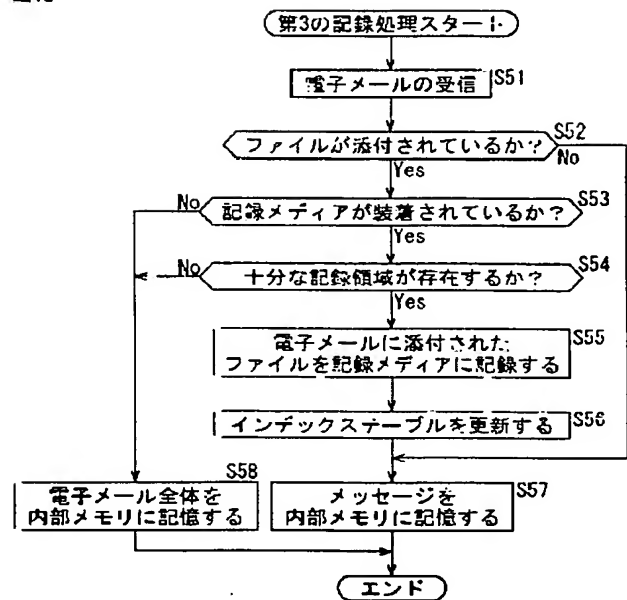 第3の記録処理スタート
電子メールの受信
S51
ファイルが添付されているか?
S52
No
Yes
記録メディアが装着されているか?
S53
No
Yes
十分な記録領域が存在するか?
S54
No
Yes
電子メールに添付された
ファイルを記録メディアに記録する
S55
インデックステーブルを更新する
S56
S58
電子メール全体を
内部メモリに記憶する
メッセージを
内部メモリに記憶する
S57
エンド